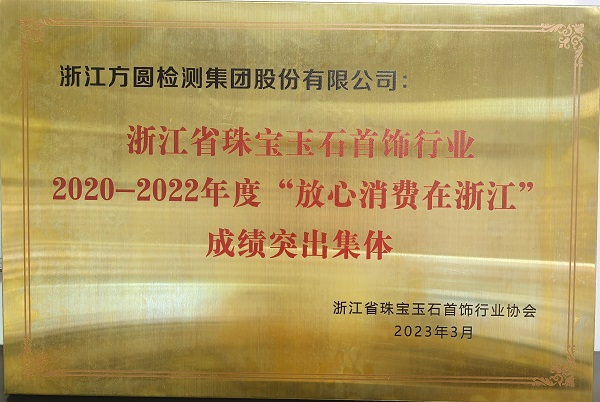 浙江方圆检测集团股份有限公司：
浙江省珠宝玉石首饰行业
2020—2022年度“放心消费在浙江”
成绩突出集体
浙江省珠宝玉石首饰行业协会
2023年3月